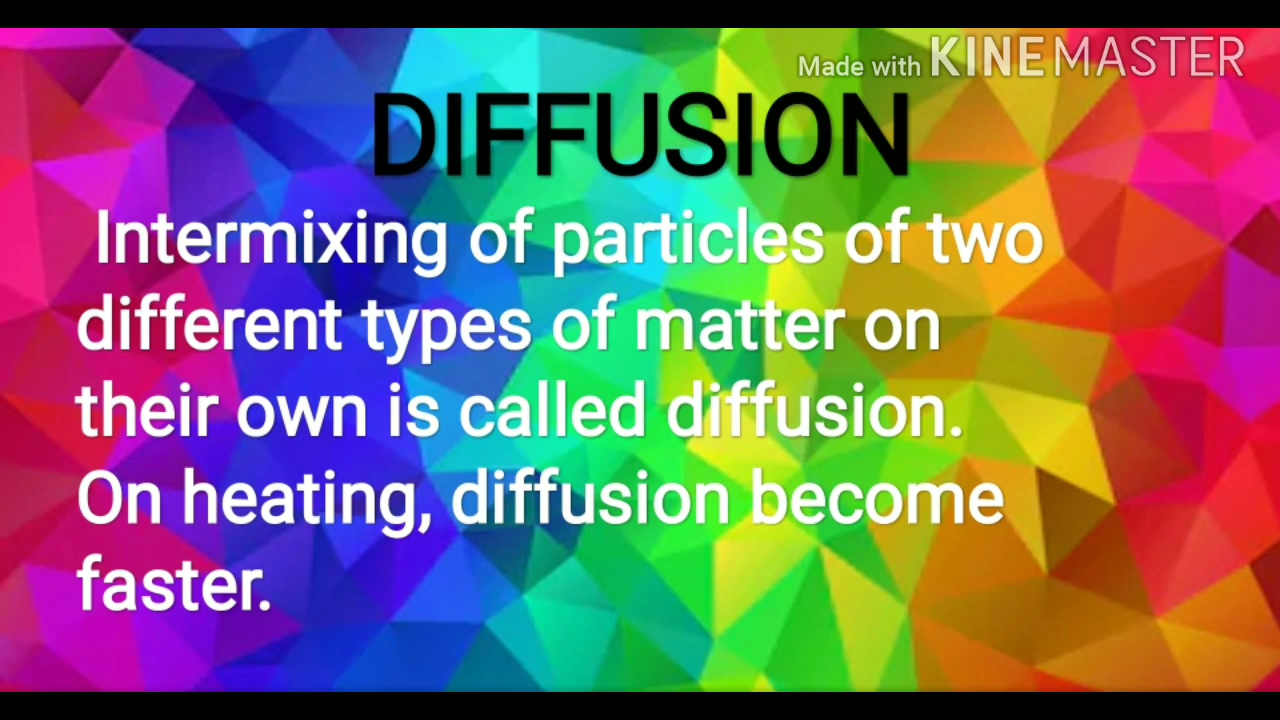 Made with KINEMASTER
DIFFUSION
Intermixing of particles of two
different types of matter on
their own is called diffusion.
On heating, diffusion become
faster.